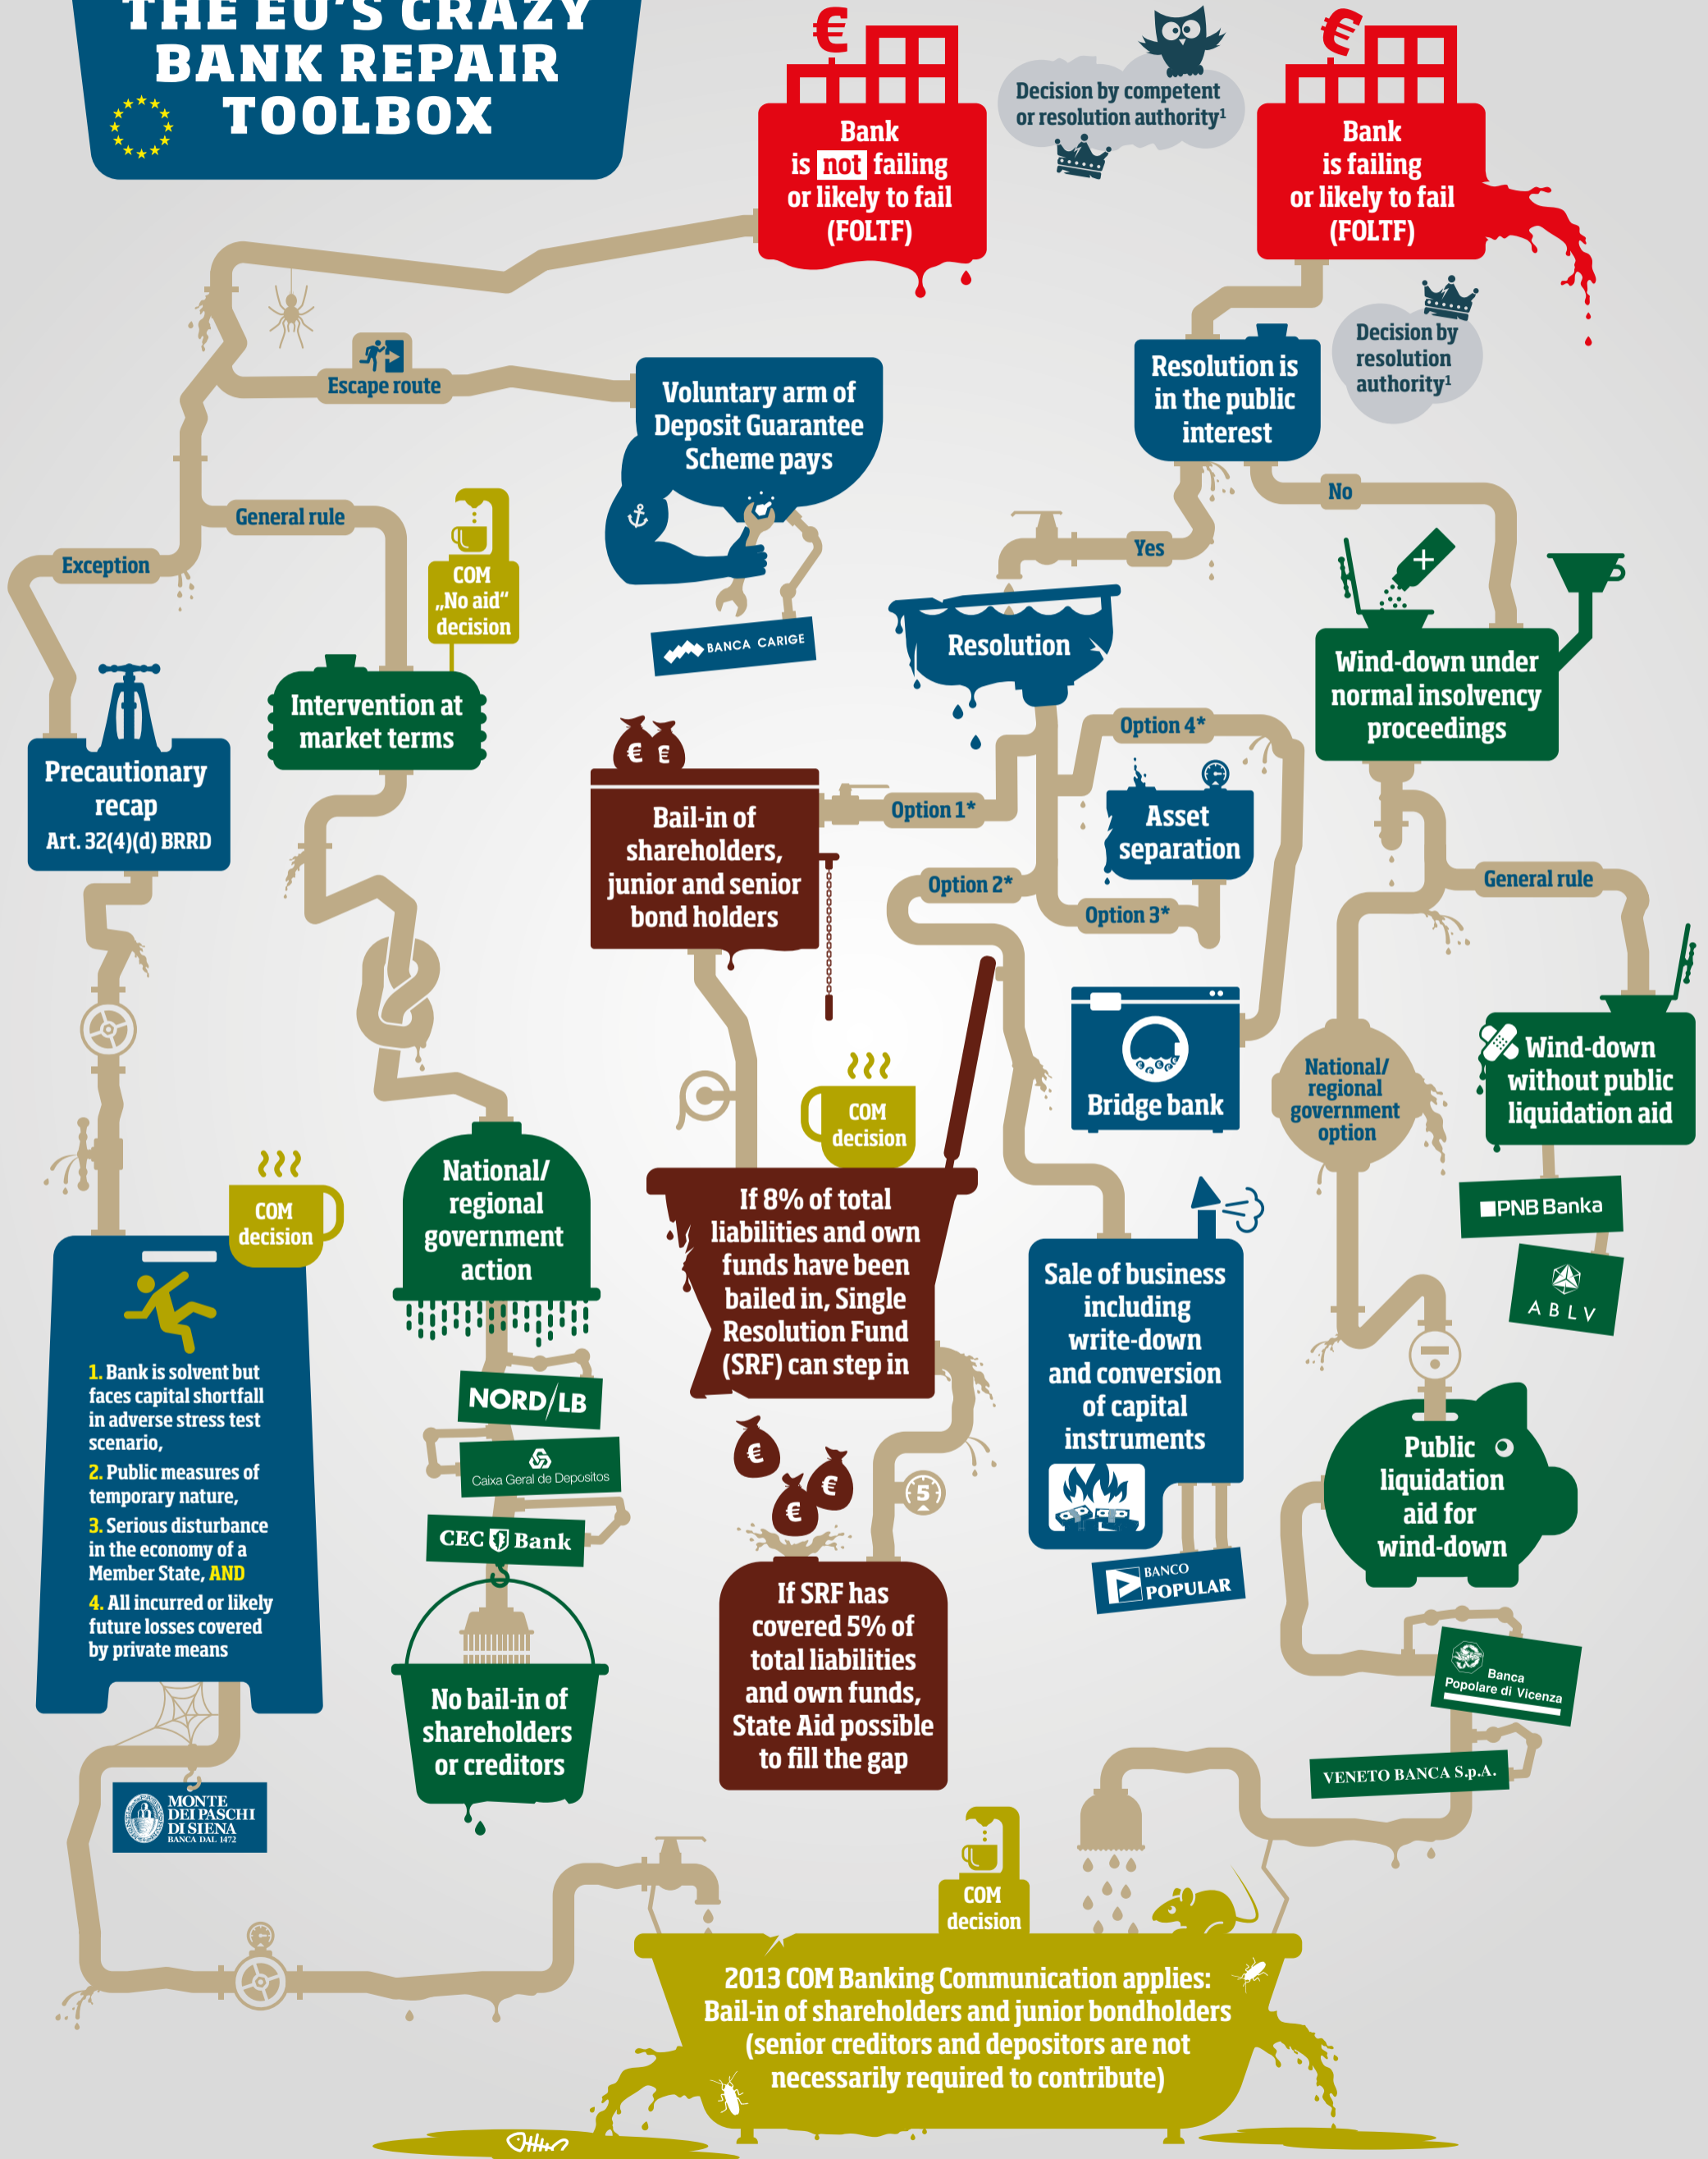 THE EU'S CRAZY
BANK REPAIR
TOOLBOX
€
Bank
is not failing
or likely to fail
(FOLTF)
Decision by competent
or resolution authority¹
€
Bank
is failing
or likely to fail
(FOLTF)
Decision by
resolution
authority¹
Resolution is
in the public
interest
Escape route
Voluntary arm of
Deposit Guarantee
Scheme pays
BANCA CARIGE
General rule
Exception
COM
„No aid“
decision
No
Yes
Resolution
Wind-down under
normal insolvency
proceedings
Intervention at
market terms
Precautionary
recap
Art. 32(4)(d) BRRD
€ €
Bail-in of
shareholders,
junior and senior
bond holders
Option 1*
Option 4*
Asset
separation
Option 2*
Option 3*
General rule
Bridge bank
National/
regional
government
option
Wind-down
without public
liquidation aid
PNB Banka
ABLV
COM
decision
If 8% of total
liabilities and own
funds have been
bailed in, Single
Resolution Fund
(SRF) can step in
National/
regional
government
action
NORD/LB
Caixa Geral de Depositos
CEC Bank
No bail-in of
shareholders
or creditors
COM
decision
1. Bank is solvent but
faces capital shortfall
in adverse stress test
scenario,
2. Public measures of
temporary nature,
3. Serious disturbance
in the economy of a
Member State, AND
4. All incurred or likely
future losses covered
by private means
MONTE
DEI PASCHI
DI SIENA
BANCA DAL 1472
€
€
€
5
If SRF has
covered 5% of
total liabilities
and own funds,
State Aid possible
to fill the gap
Sale of business
including
write-down
and conversion
of capital
instruments
BANCO
POPULAR
Public
liquidation
aid for
wind-down
Banca
Popolare di Vicenza
VENETO BANCA S.p.A.
COM
decision
2013 COM Banking Communication applies:
Bail-in of shareholders and junior bondholders
(senior creditors and depositors are not
necessarily required to contribute)